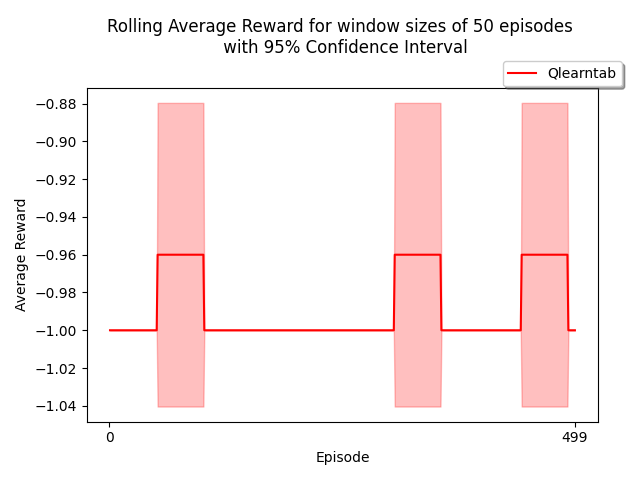 Rolling Average Reward for window sizes of 50 episodes
with 95% Confidence Interval
Qlearntab
−0.88
−0.90
−0.92
−0.94
−0.96
−0.98
−1.00
−1.02
−1.04
Average Reward
0
499
Episode